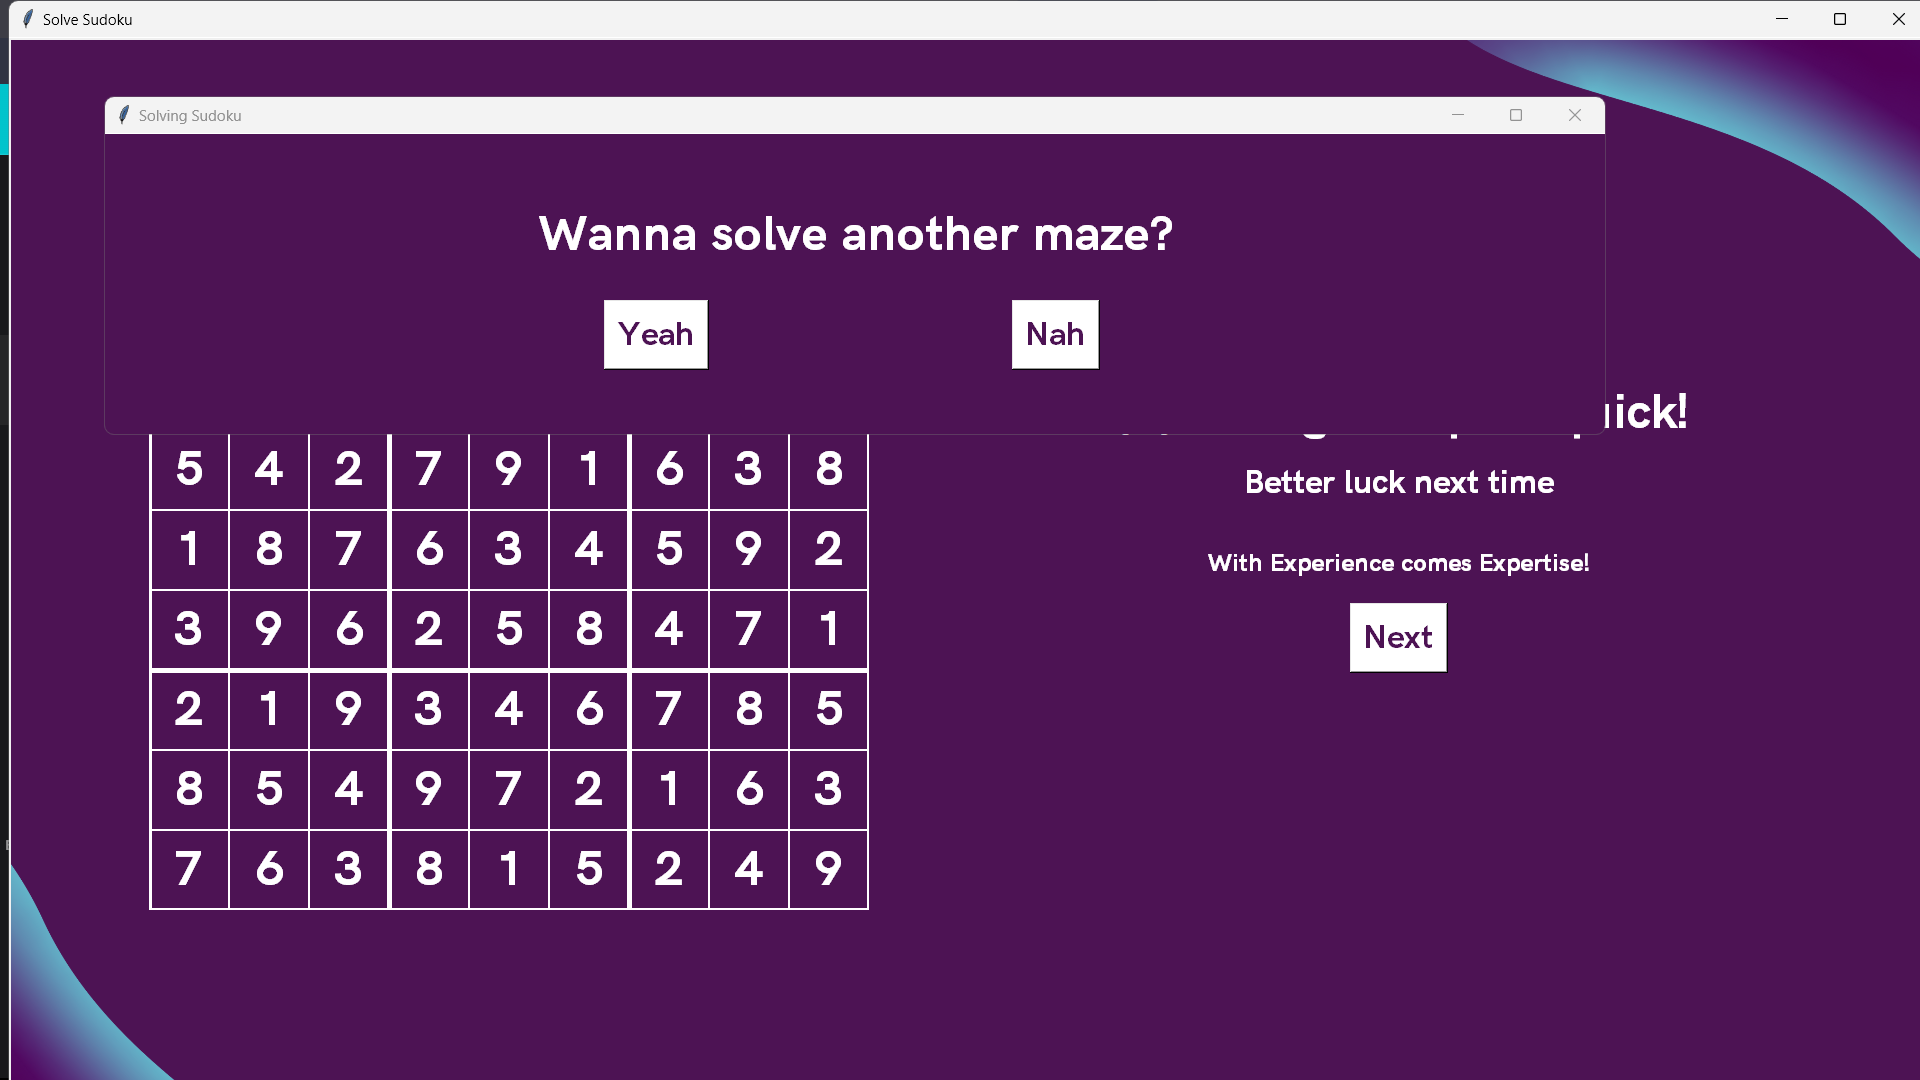 Solve Sudoku
Solving Sudoku
Wanna solve another maze?
Yeah
Nah
ick!
Better luck next time
With Experience comes Expertise!
Next
5 4 2 7 9 1 6 3 8
1 8 7 6 3 4 5 9 2
3 9 6 2 5 8 4 7 1
2 1 9 3 4 6 7 8 5
8 5 4 9 7 2 1 6 3
7 6 3 8 1 5 2 4 9